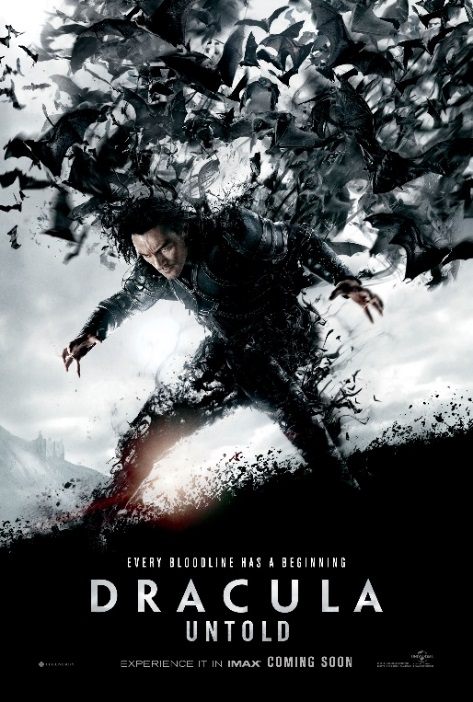 EVERY BLOODLINE HAS A BEGINNING
DRACULA
UNTOLD
EXPERIENCE IT IN IMAX COMING SOON